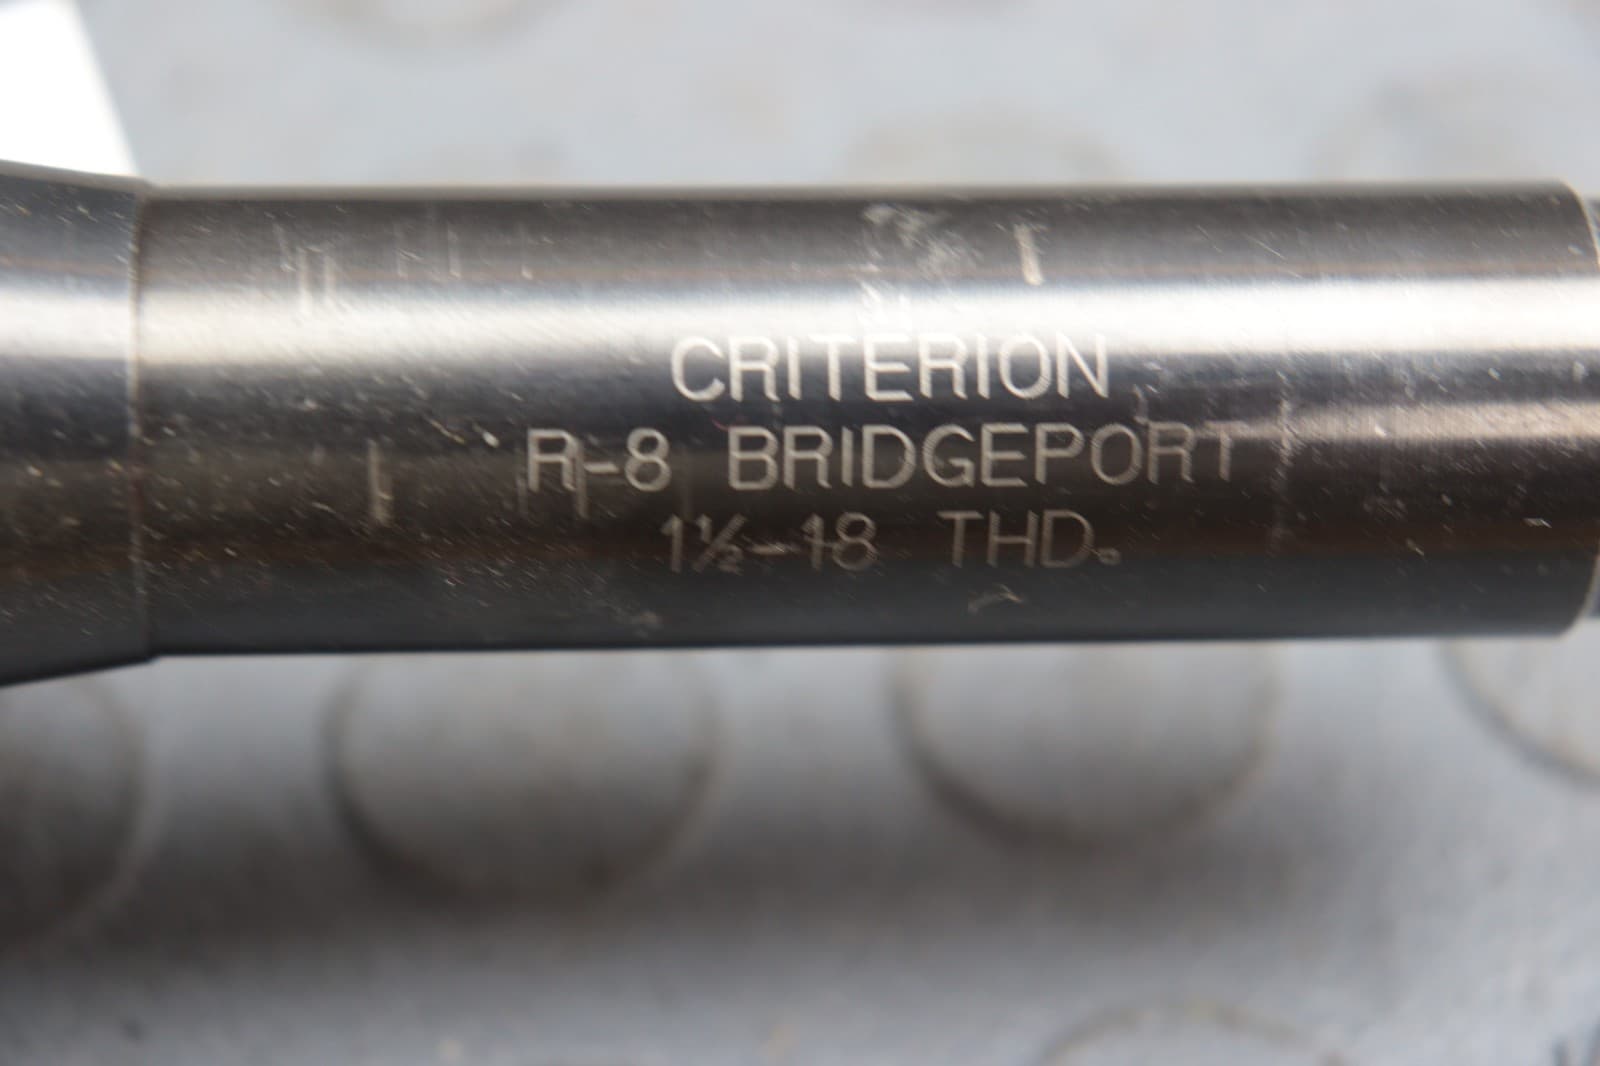 CRITERION
R-8 BRIDGEPORT
1½-18 THD.